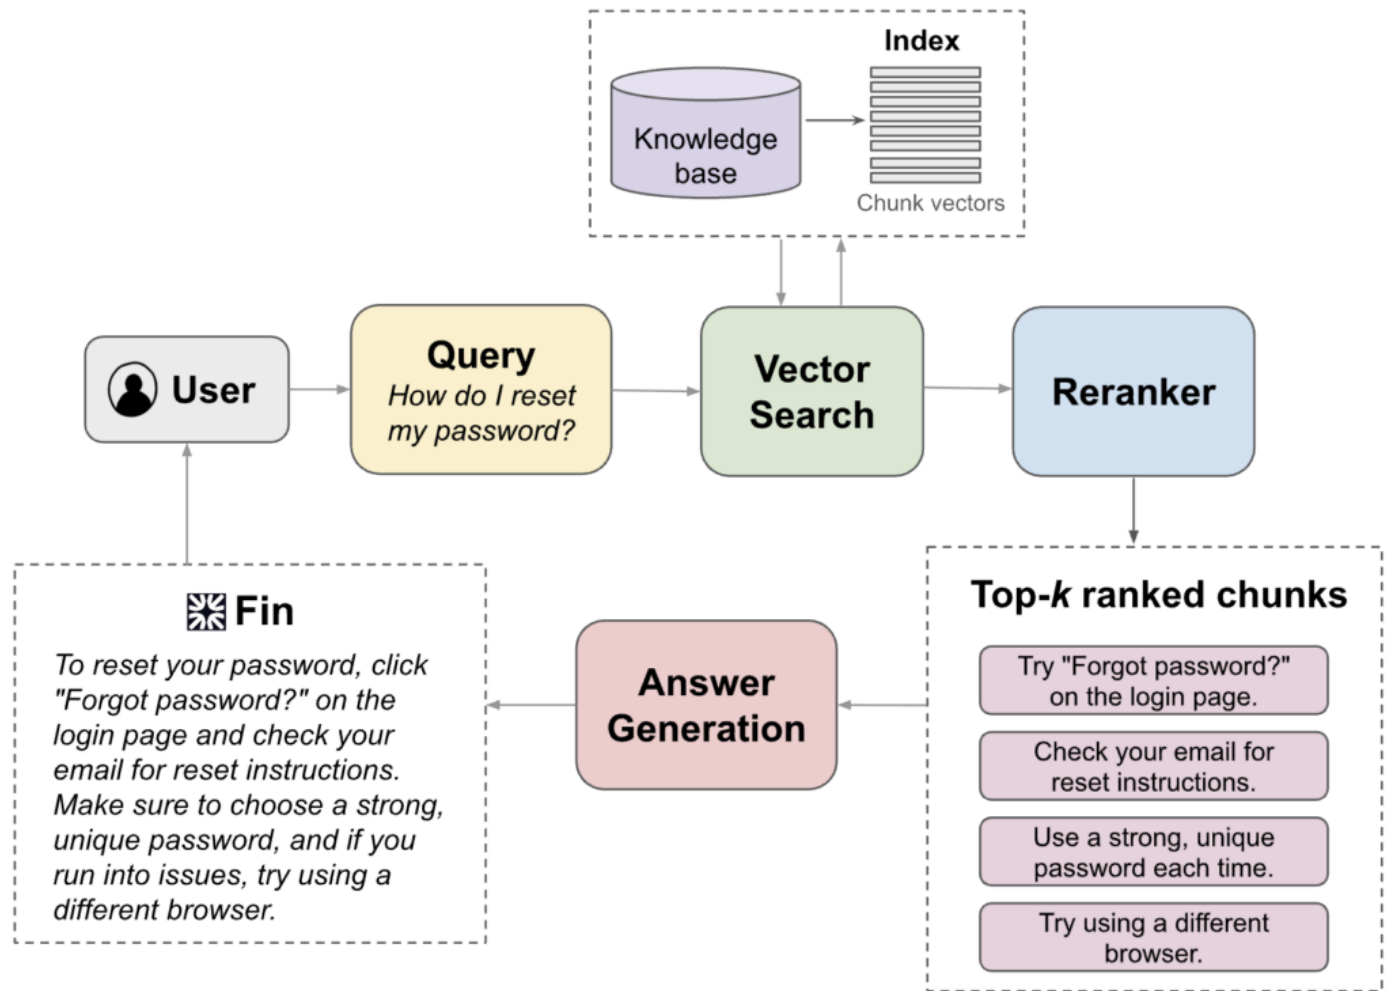 Index
Knowledge
base
Chunk vectors
User
Query
How do I reset
my password?
Vector
Search
Reranker
Top-k ranked chunks
Try "Forgot password?"
on the login page.
Check your email for
reset instructions.
Use a strong, unique
password each time.
Try using a different
browser.
Answer
Generation
Fin
To reset your password, click
"Forgot password?" on the
login page and check your
email for reset instructions.
Make sure to choose a strong,
unique password, and if you
run into issues, try using a
different browser.